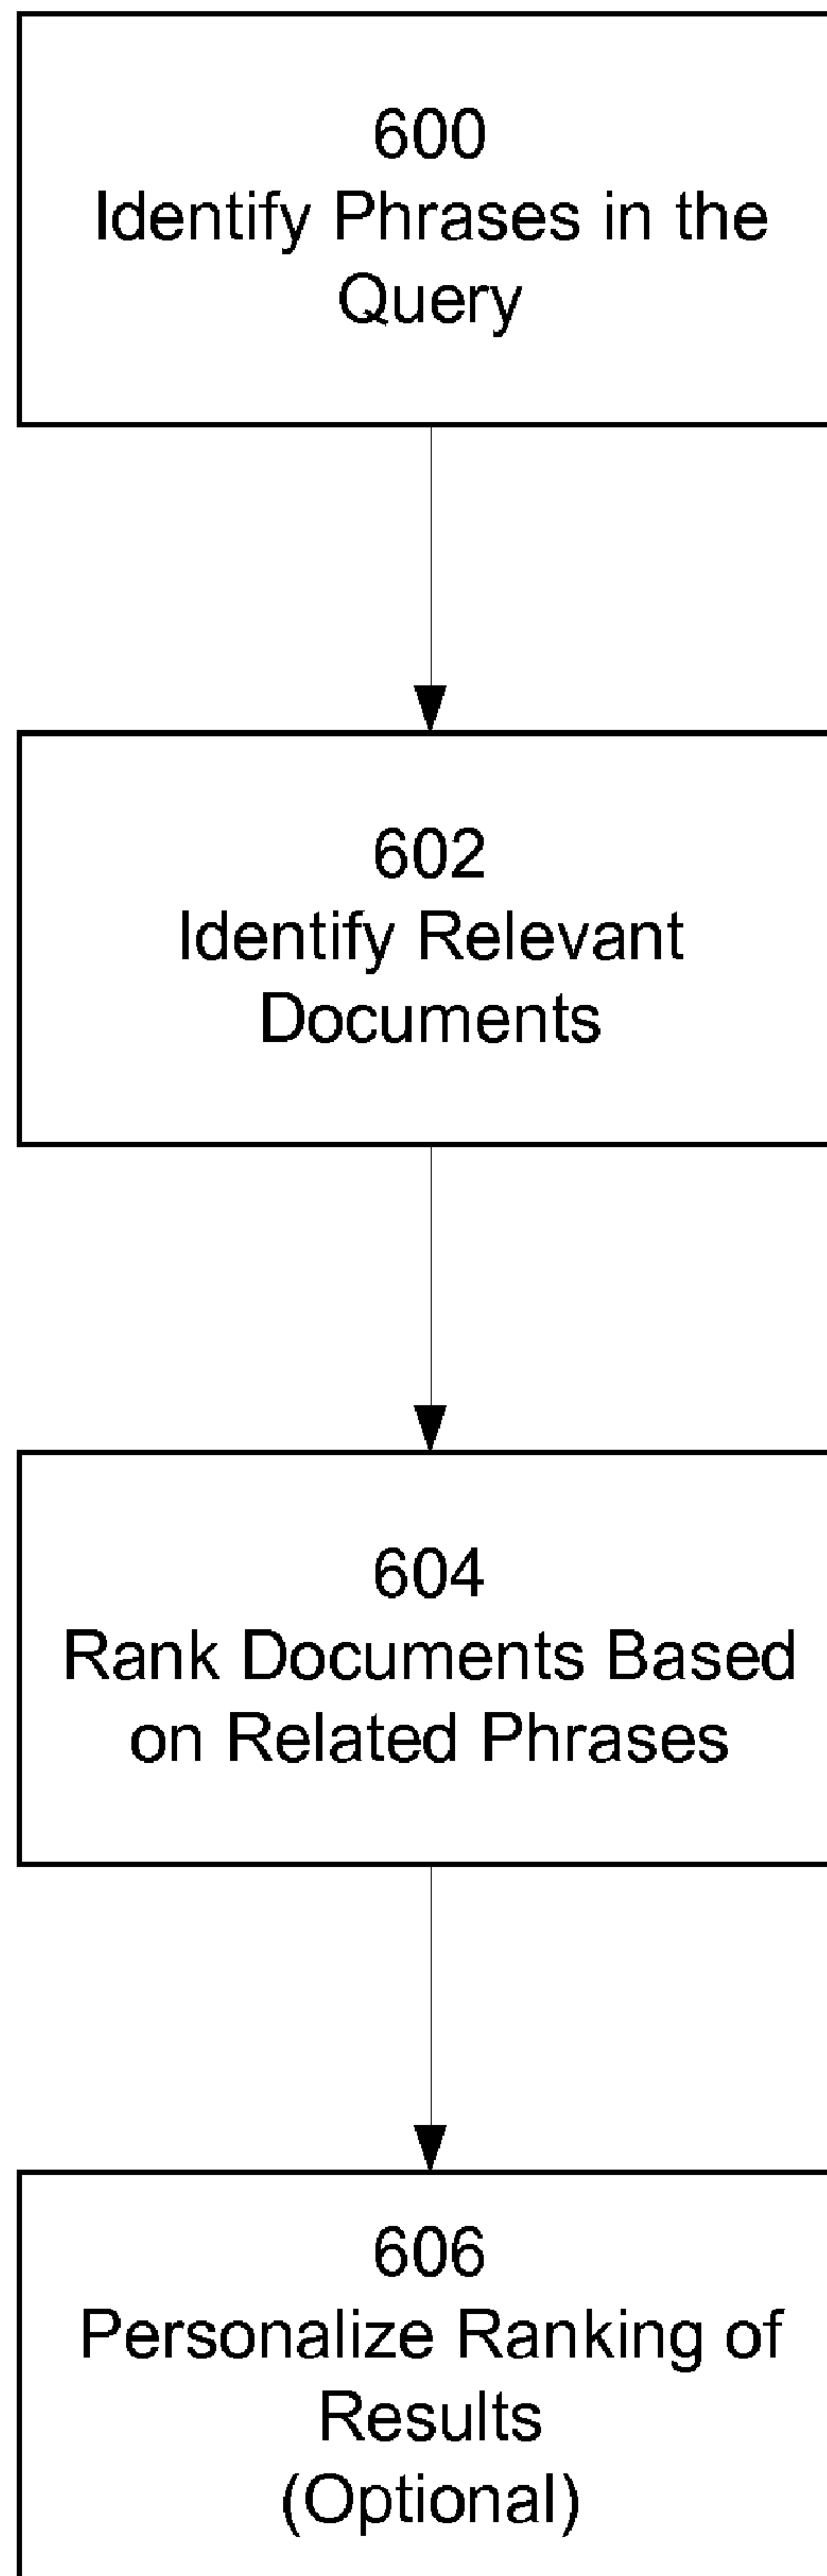 600
Identify Phrases in the
Query
602
Identify Relevant
Documents
604
Rank Documents Based
on Related Phrases
606
Personalize Ranking of
Results
(Optional)